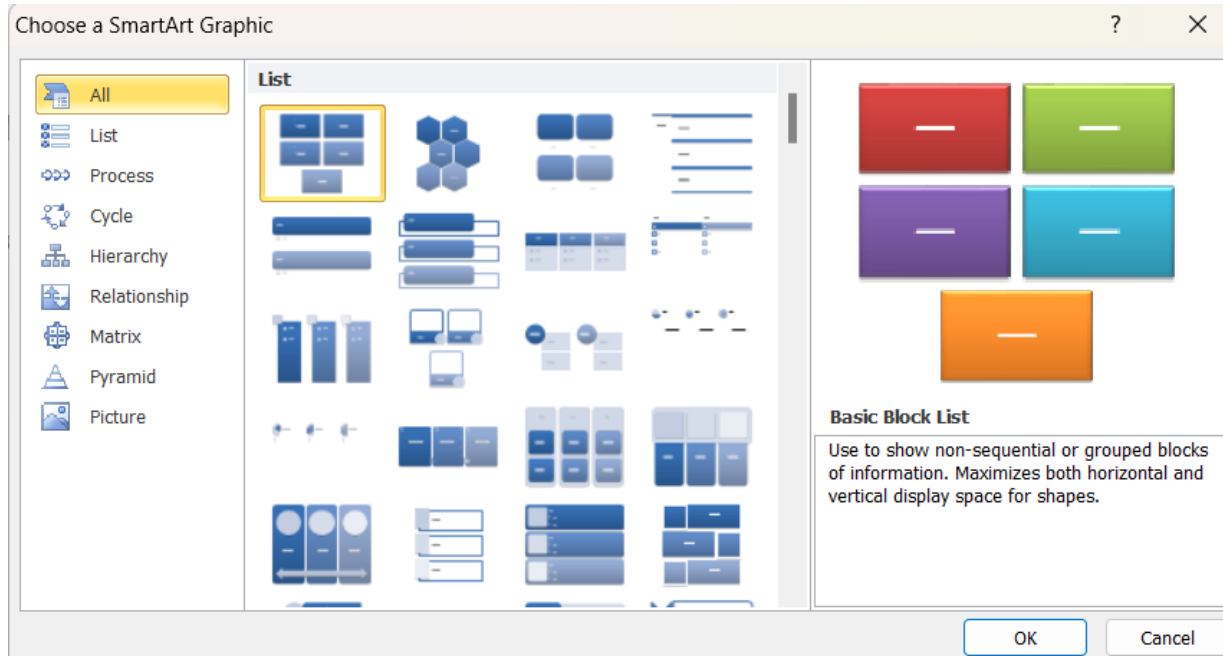 Choose a SmartArt Graphic
?
All
List
Process
Cycle
Hierarchy
Relationship
Matrix
Pyramid
Picture
List
Basic Block List
Use to show non-sequential or grouped blocks
of information. Maximizes both horizontal and
vertical display space for shapes.
OK
Cancel